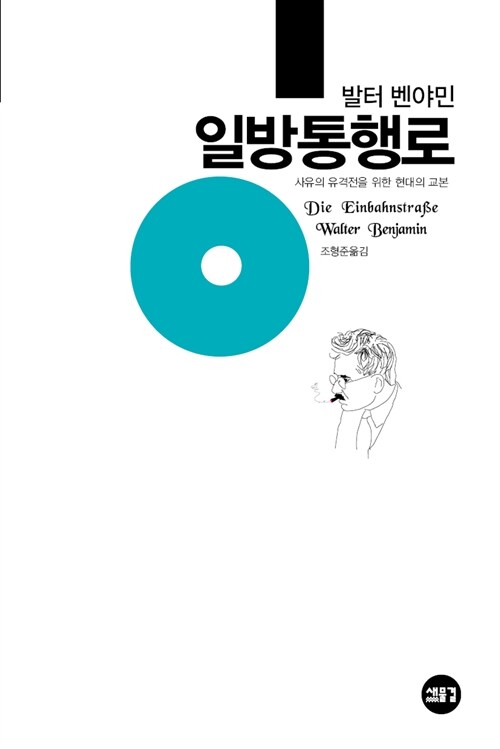 발터 벤야민
일방통행로
사유의 유격전을 위한 현대의 교본
Die Einbahnstraße
Walter Benjamin
조형준옮김
새물결